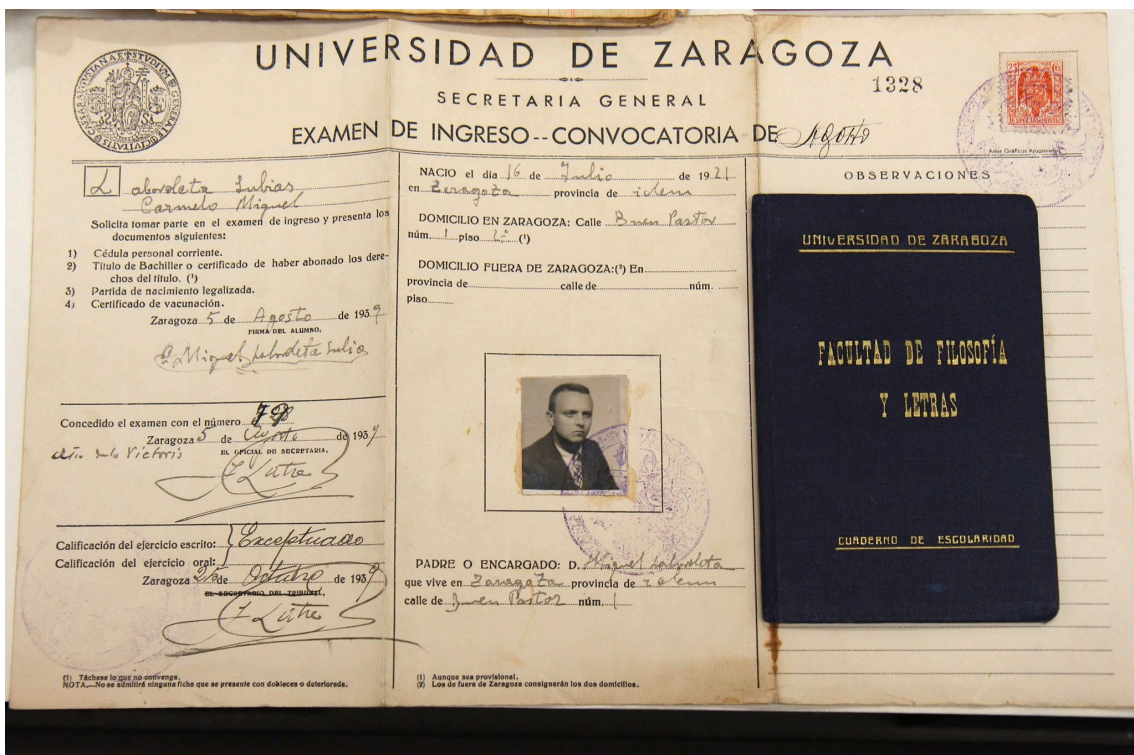 UNIVERSIDAD DE ZARAGOZA
1328
SECRETARIA GENERAL
EXAMEN DE INGRESO--CONVOCATORIA DE Agosto
L aboroleta Subias
Carmelo Miguel
Solicita tomar parte en el examen de ingreso y presenta los
documentos siguientes:
1) Cédula personal corriente.
2) Título de Bachiller o certificado de haber abonado los dere-
chos del título. (¹)
3) Partida de nacimiento legalizada.
4) Certificado de vacunación.
Zaragoza 5 de Agosto de 1939
FIRMA DEL ALUMNO,
Miguel Labordeta Subias
Concedido el examen con el número
Zaragoza 5 de Agosto de 1939
Año de la Victoria
EL OFICIAL DE SECRETARIA,
Calificación del ejercicio escrito: Exceptuado
Calificación del ejercicio oral:
Zaragoza 25 de Octubre de 1939
EL SECRETARIO DEL TRIBUNAL,
(1) Táchese lo que no convenga.
NOTA.—No se admitirá ninguna ficha que se presente con dobleces o deteriorada.
NACIO el día 16 de Julio de 1921
en Zaragoza provincia de idem
DOMICILIO EN ZARAGOZA: Calle Buen Pastor
núm. 1 piso 2º (¹)
DOMICILIO FUERA DE ZARAGOZA:(²) En
provincia de calle de núm.
piso
PADRE O ENCARGADO: D. Miguel Labordeta
que vive en Zaragoza provincia de idem
calle de Buen Pastor núm. 1
(1) Aunque sea provisional.
(2) Los de fuera de Zaragoza consignarán los dos domicilios.
25 Cts
Artes Gráficas
OBSERVACIONES
UNIVERSIDAD DE ZARAGOZA
FACULTAD DE FILOSOFÍA
Y LETRAS
CUADERNO DE ESCOLARIDAD